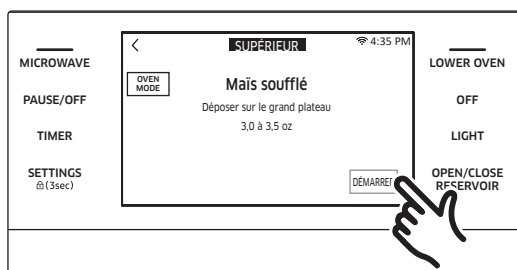 MICROWAVE
PAUSE/OFF
TIMER
SETTINGS
(3sec)
SUPÉRIEUR
4:35 PM
OVEN
MODE
Maïs soufflé
Déposer sur le grand plateau
3,0 à 3,5 oz
DÉMARRER
LOWER OVEN
OFF
LIGHT
OPEN/CLOSE
RESERVOIR